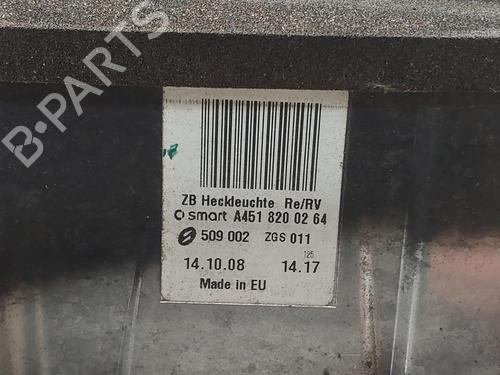 B-PARTS
ZB Heckleuchte Re/RV
smart A451 820 02 64
509 002 ZGS 011
125
14.10.08 14.17
Made in EU